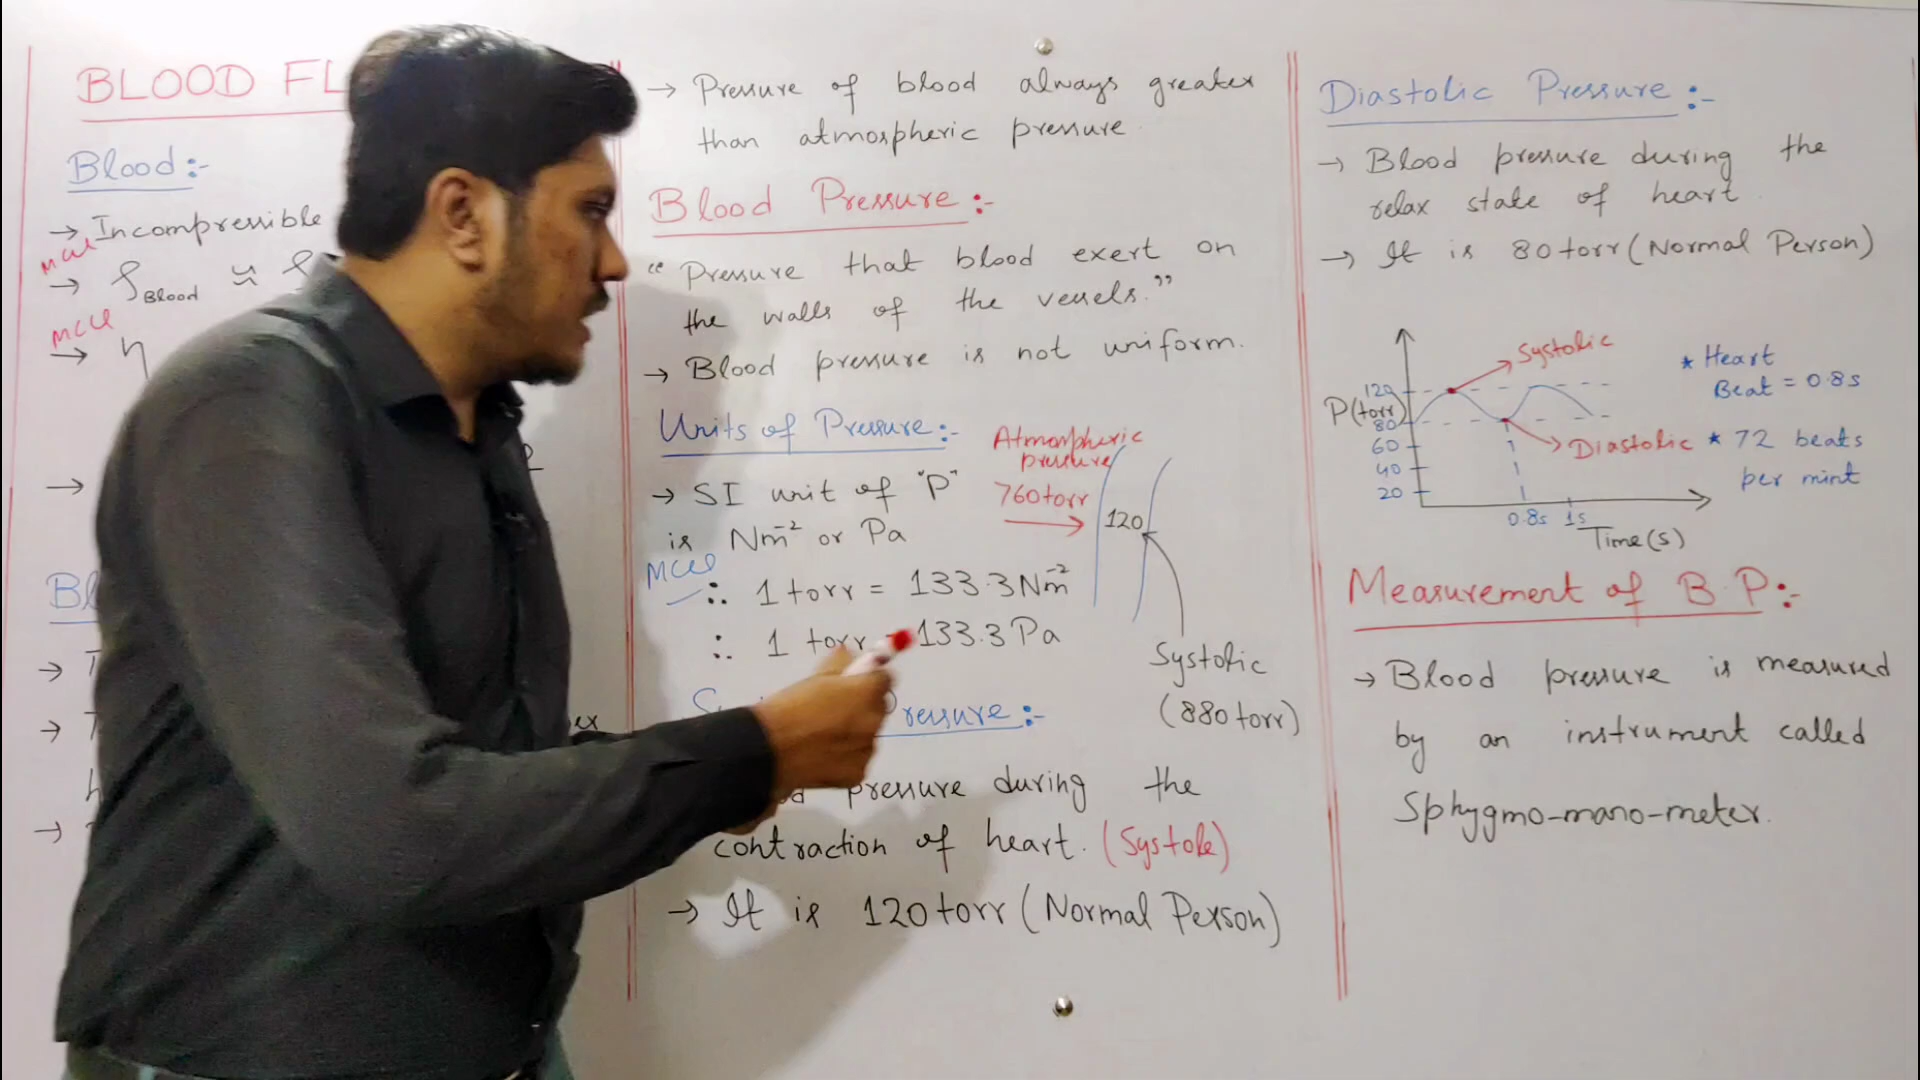 BLOOD FL
Blood:-
→ Incompressible
MCQ
→ ρBlood ≈ ρ
MCQ
→ η
→
Bl
→ T
→ T
h
→
→ Pressure of blood always greater
than atmospheric pressure
Blood Pressure:-
"Pressure that blood exert on
the walls of the vessels."
→ Blood pressure is not uniform.
Units of Pressure:-
→ SI unit of "P"
is Nm⁻² or Pa
MCQ
∴ 1 torr = 133.3 Nm⁻²
∴ 1 torr = 133.3 Pa
Atmospheric
pressure
760 torr
→
120
Systolic
(880 torr)
Pressure:-
pressure during the
contraction of heart. (Systole)
→ It is 120 torr (Normal Person)
Diastolic Pressure:-
→ Blood pressure during the
relax state of heart.
→ It is 80 torr (Normal Person)
Systolic
120
P(torr)
80
60
40
20
Diastolic
0.8s 1s
Time(s)
* Heart
Beat = 0.8s
* 72 beats
per mint
Measurement of B.P:-
→ Blood pressure is measured
by an instrument called
Sphygmo-mano-meter.